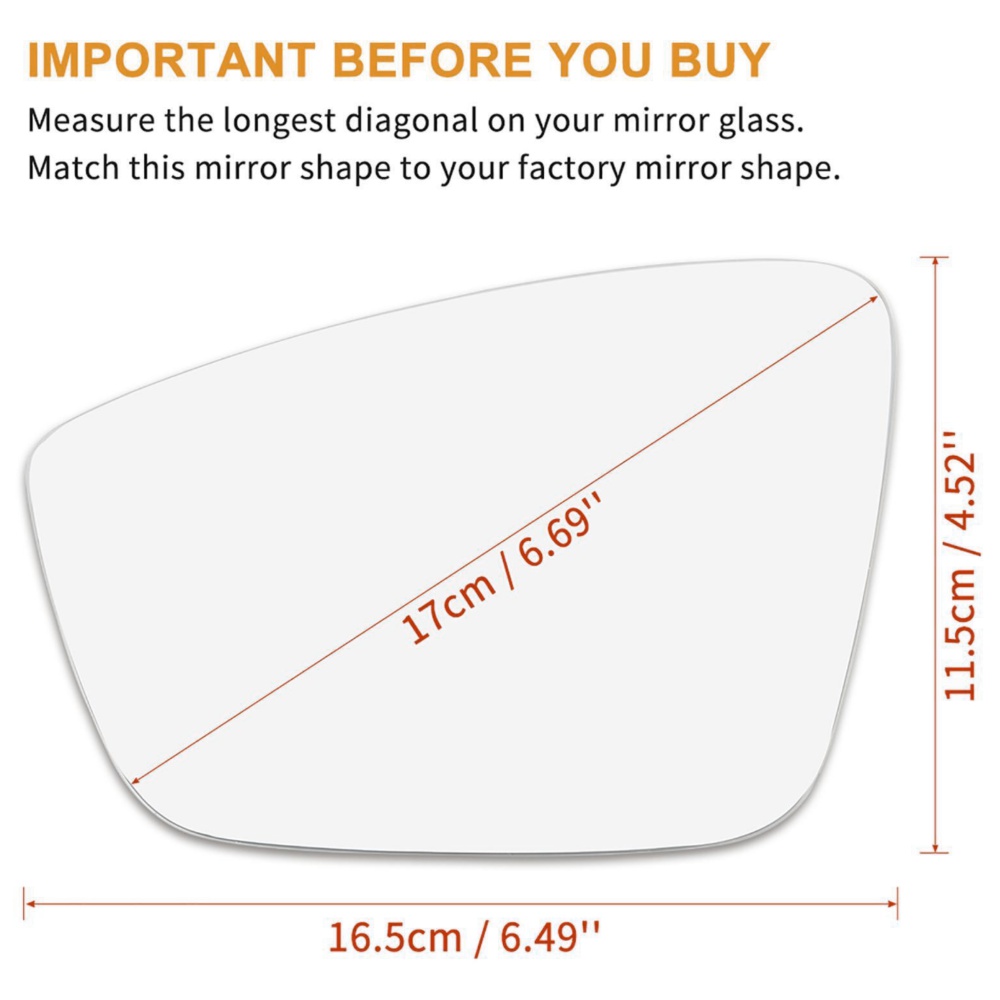 IMPORTANT BEFORE YOU BUY
Measure the longest diagonal on your mirror glass.
Match this mirror shape to your factory mirror shape.
17cm / 6.69''
11.5cm / 4.52''
16.5cm / 6.49''